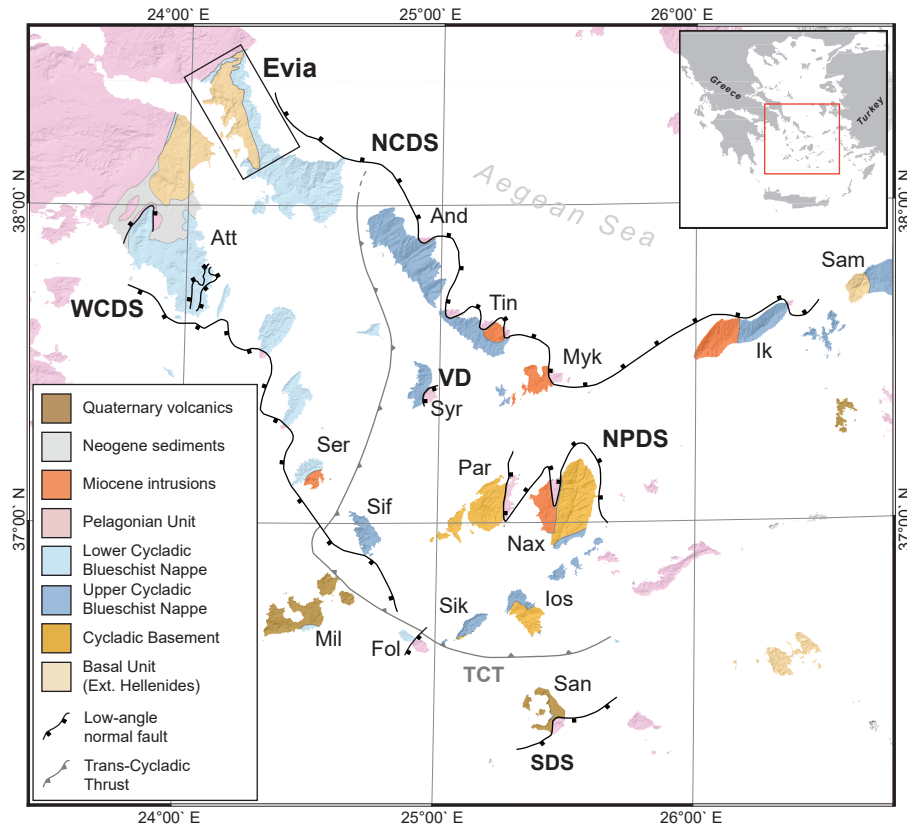 24°00` E
25°00` E
26°00` E
Evia
Greece
Turkey
NCDS
Aegean Sea
38°00` N
38°00` N
And
Att
Sam
WCDS
Tin
Ik
Myk
VD
Syr
Quaternary volcanics
Neogene sediments
Miocene intrusions
Pelagonian Unit
Lower Cycladic
Blueschist Nappe
Upper Cycladic
Blueschist Nappe
Cycladic Basement
Basal Unit
(Ext. Hellenides)
Low-angle
normal fault
Trans-Cycladic
Thrust
NPDS
Ser
Par
Sif
37°00` N
37°00` N
Nax
Ios
Sik
Mil
Fol
TCT
San
SDS
24°00` E
25°00` E
26°00` E